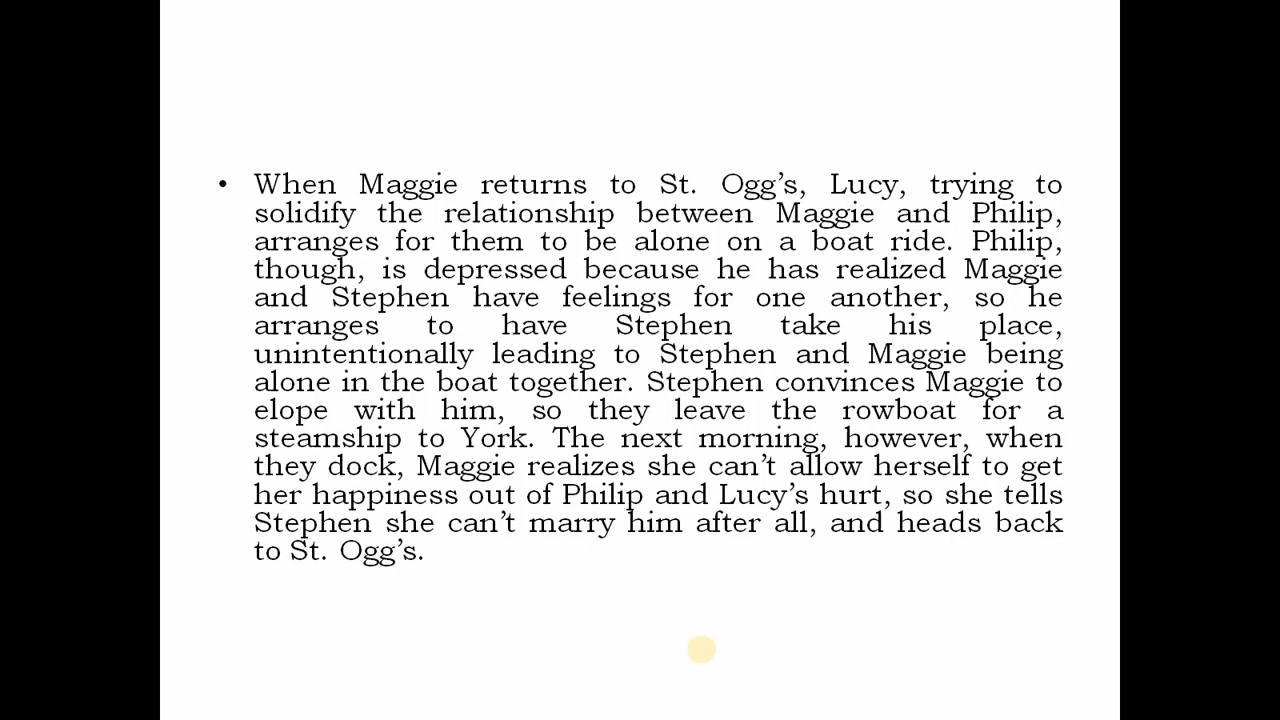 • When Maggie returns to St. Ogg’s, Lucy, trying to
solidify the relationship between Maggie and Philip,
arranges for them to be alone on a boat ride. Philip,
though, is depressed because he has realized Maggie
and Stephen have feelings for one another, so he
arranges to have Stephen take his place,
unintentionally leading to Stephen and Maggie being
alone in the boat together. Stephen convinces Maggie to
elope with him, so they leave the rowboat for a
steamship to York. The next morning, however, when
they dock, Maggie realizes she can’t allow herself to get
her happiness out of Philip and Lucy’s hurt, so she tells
Stephen she can’t marry him after all, and heads back
to St. Ogg’s.